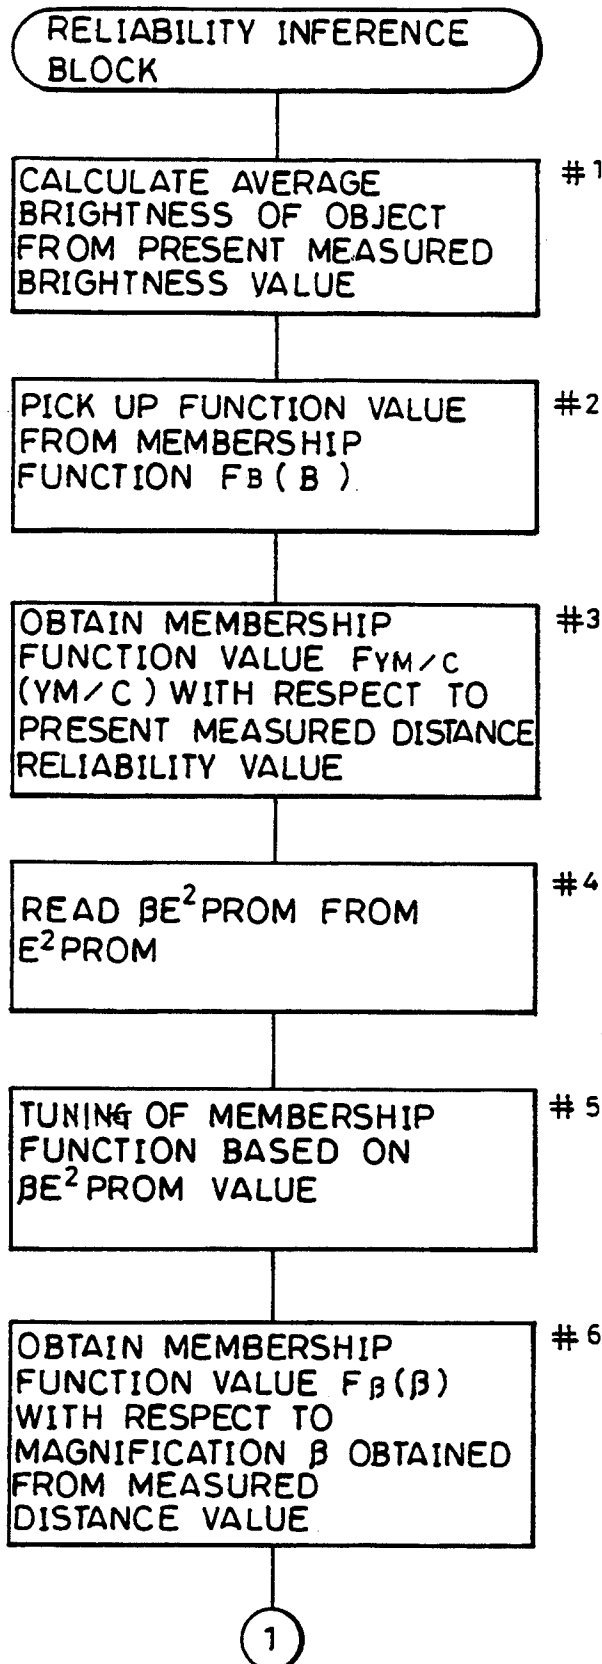 RELIABILITY INFERENCE
BLOCK
#1
CALCULATE AVERAGE
BRIGHTNESS OF OBJECT
FROM PRESENT MEASURED
BRIGHTNESS VALUE
#2
PICK UP FUNCTION VALUE
FROM MEMBERSHIP
FUNCTION FB(B)
#3
OBTAIN MEMBERSHIP
FUNCTION VALUE FYM/C
(YM/C) WITH RESPECT TO
PRESENT MEASURED DISTANCE
RELIABILITY VALUE
#4
READ βE²PROM FROM
E²PROM
#5
TUNING OF MEMBERSHIP
FUNCTION BASED ON
βE²PROM VALUE
#6
OBTAIN MEMBERSHIP
FUNCTION VALUE Fβ(β)
WITH RESPECT TO
MAGNIFICATION β OBTAINED
FROM MEASURED
DISTANCE VALUE
1